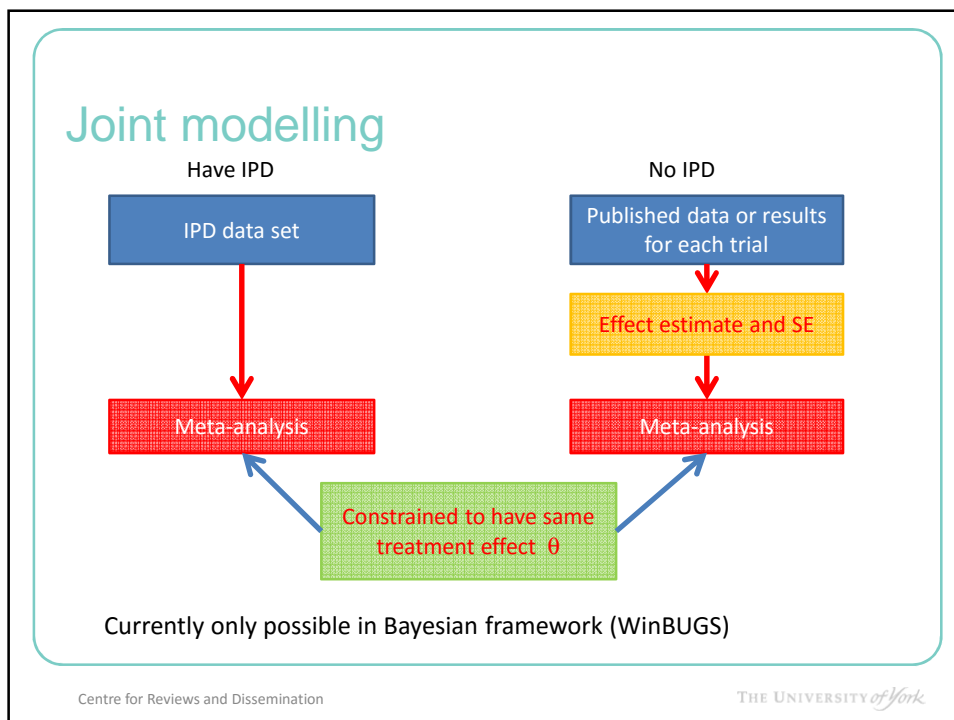 Joint modelling
Have IPD
No IPD
IPD data set
Published data or results
for each trial
Effect estimate and SE
Meta-analysis
Meta-analysis
Constrained to have same
treatment effect θ
Currently only possible in Bayesian framework (WinBUGS)
Centre for Reviews and Dissemination
THE UNIVERSITY of York